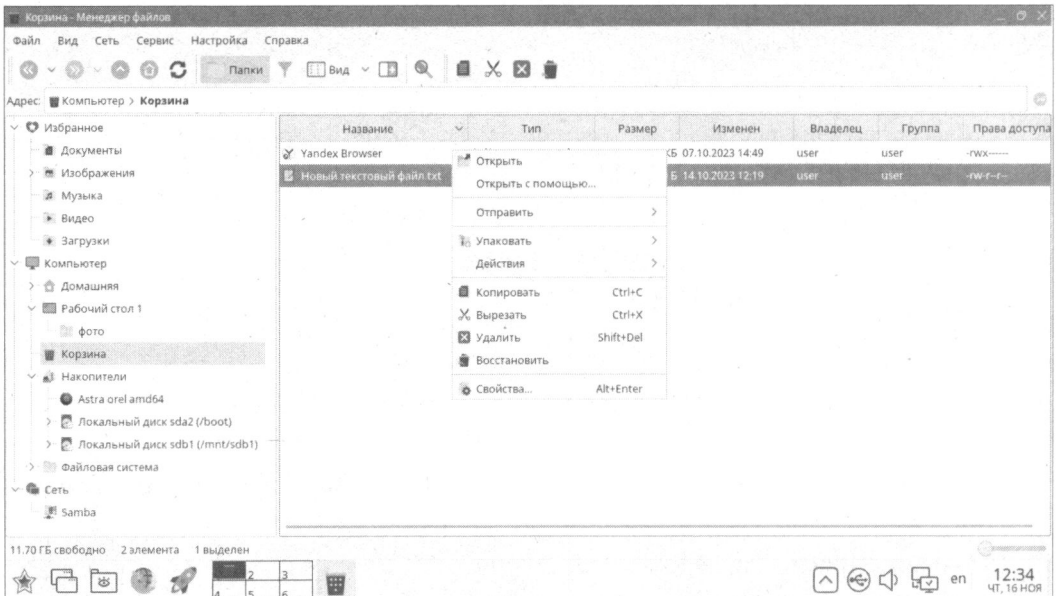 Корзина - Менеджер файлов
Файл Вид Сеть Сервис Настройка Справка
Папки Вид
Адрес: Компьютер > Корзина
Избранное
Документы
Изображения
Музыка
Видео
Загрузки
Компьютер
Домашняя
Рабочий стол 1
фото
Корзина
Накопители
Astra orel amd64
Локальный диск sda2 (/boot)
Локальный диск sdb1 (/mnt/sdb1)
Файловая система
Сеть
Samba
Название Тип Размер Изменен Владелец Группа Права доступа
Yandex Browser КБ 07.10.2023 14:49 user user -rwx------
Новый текстовый файл.txt Б 14.10.2023 12:19 user user -rw-r--r--
Открыть
Открыть с помощью...
Отправить
Упаковать
Действия
Копировать Ctrl+C
Вырезать Ctrl+X
Удалить Shift+Del
Восстановить
Свойства... Alt+Enter
11.70 ГБ свободно 2 элемента 1 выделен
2 3
4 5 6
en 12:34
ЧТ, 16 НОЯ